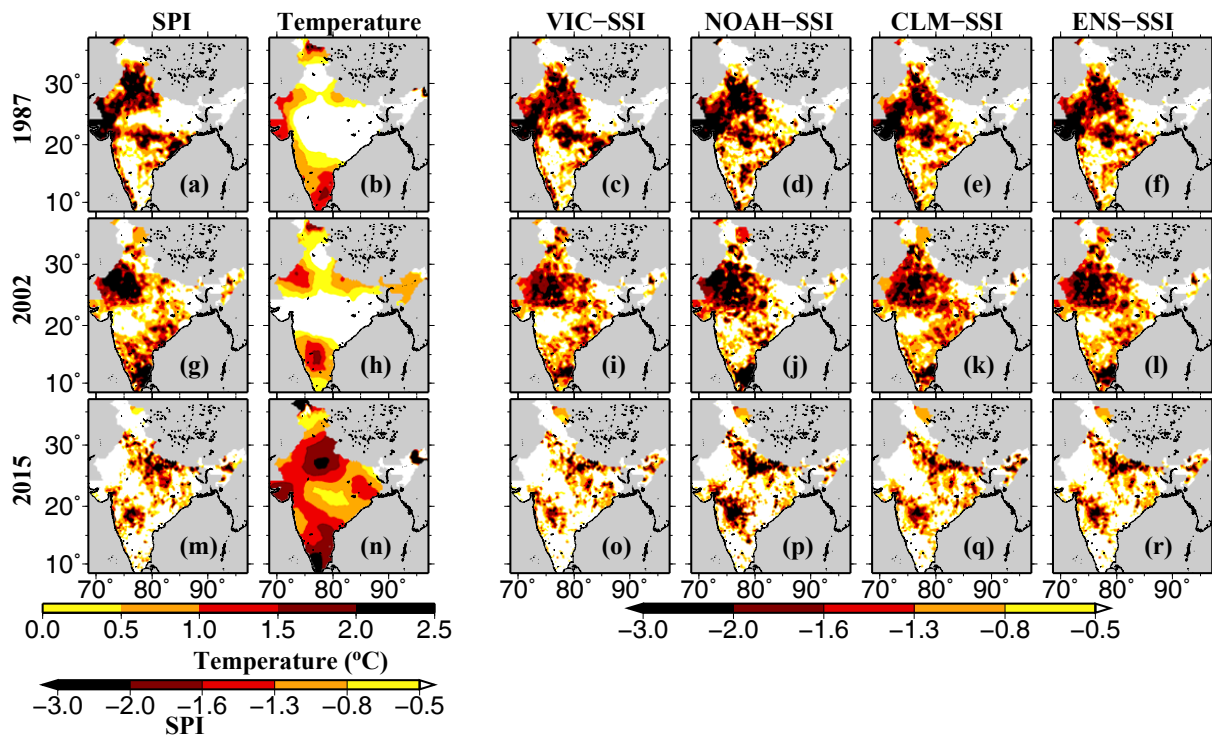 SPI Temperature VIC−SSI NOAH−SSI CLM−SSI ENS−SSI
1987
30°
20°
10°
(a) (b) (c) (d) (e) (f)
2002
30°
20°
10°
(g) (h) (i) (j) (k) (l)
2015
30°
20°
10°
(m) (n) (o) (p) (q) (r)
70 80 90 70 80 90 70 80 90 70 80 90 70 80 90 70 80 90
0.0 0.5 1.0 1.5 2.0 2.5
Temperature (°C)
−3.0 −2.0 −1.6 −1.3 −0.8 −0.5
SPI
−3.0 −2.0 −1.6 −1.3 −0.8 −0.5